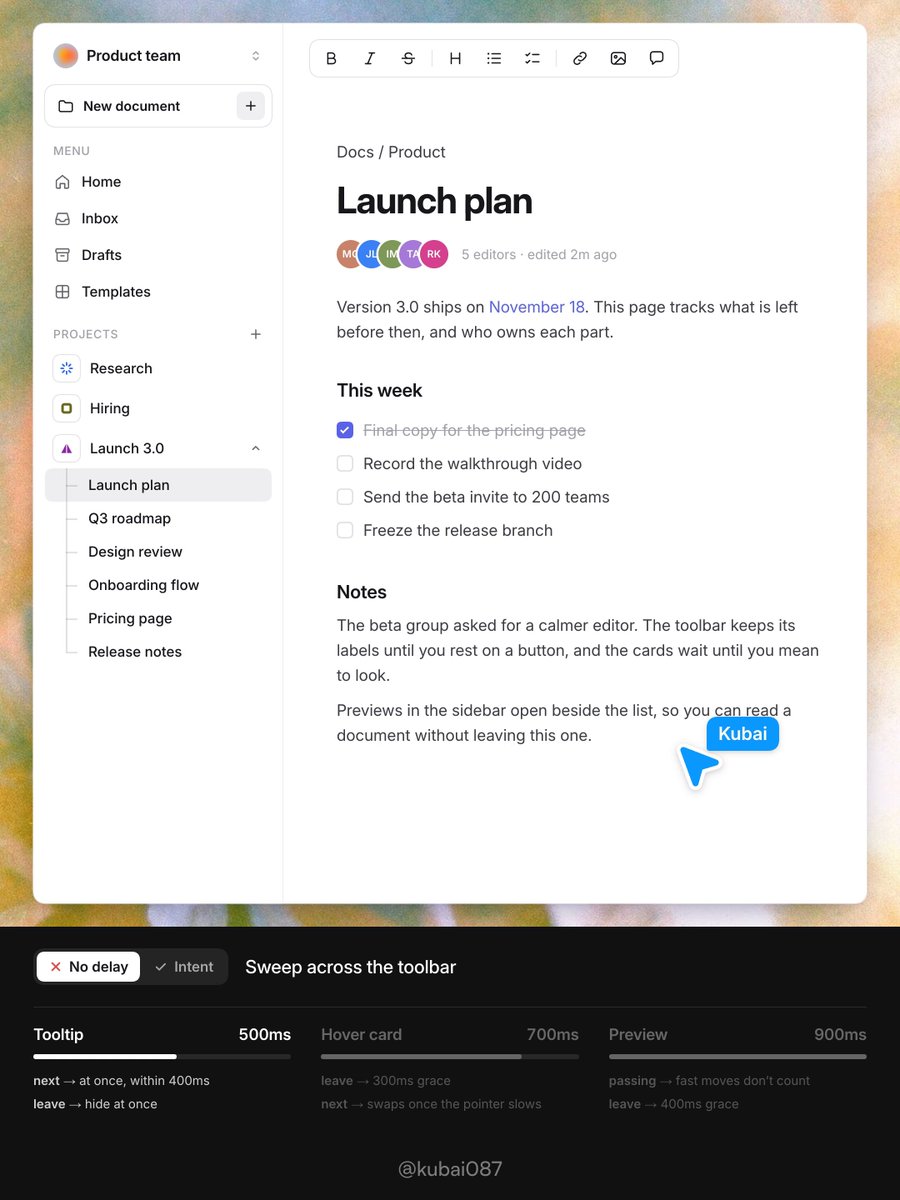 Product team
New document
MENU
Home
Inbox
Drafts
Templates
PROJECTS
Research
Hiring
Launch 3.0
Launch plan
Q3 roadmap
Design review
Onboarding flow
Pricing page
Release notes
B I S H
Docs / Product
Launch plan
MC JL IM TA RK 5 editors · edited 2m ago
Version 3.0 ships on November 18. This page tracks what is left
before then, and who owns each part.
This week
Final copy for the pricing page
Record the walkthrough video
Send the beta invite to 200 teams
Freeze the release branch
Notes
The beta group asked for a calmer editor. The toolbar keeps its
labels until you rest on a button, and the cards wait until you mean
to look.
Previews in the sidebar open beside the list, so you can read a
document without leaving this one.
Kubai
No delay Intent Sweep across the toolbar
Tooltip 500ms
next → at once, within 400ms
leave → hide at once
Hover card 700ms
leave → 300ms grace
next → swaps once the pointer slows
Preview 900ms
passing → fast moves don't count
leave → 400ms grace
@kubai087